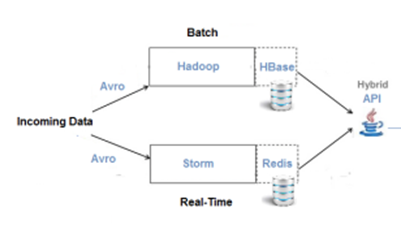 Batch
Hadoop
HBase
Avro
Hybrid
API
Incoming Data
Avro
Storm
Redis
Real-Time